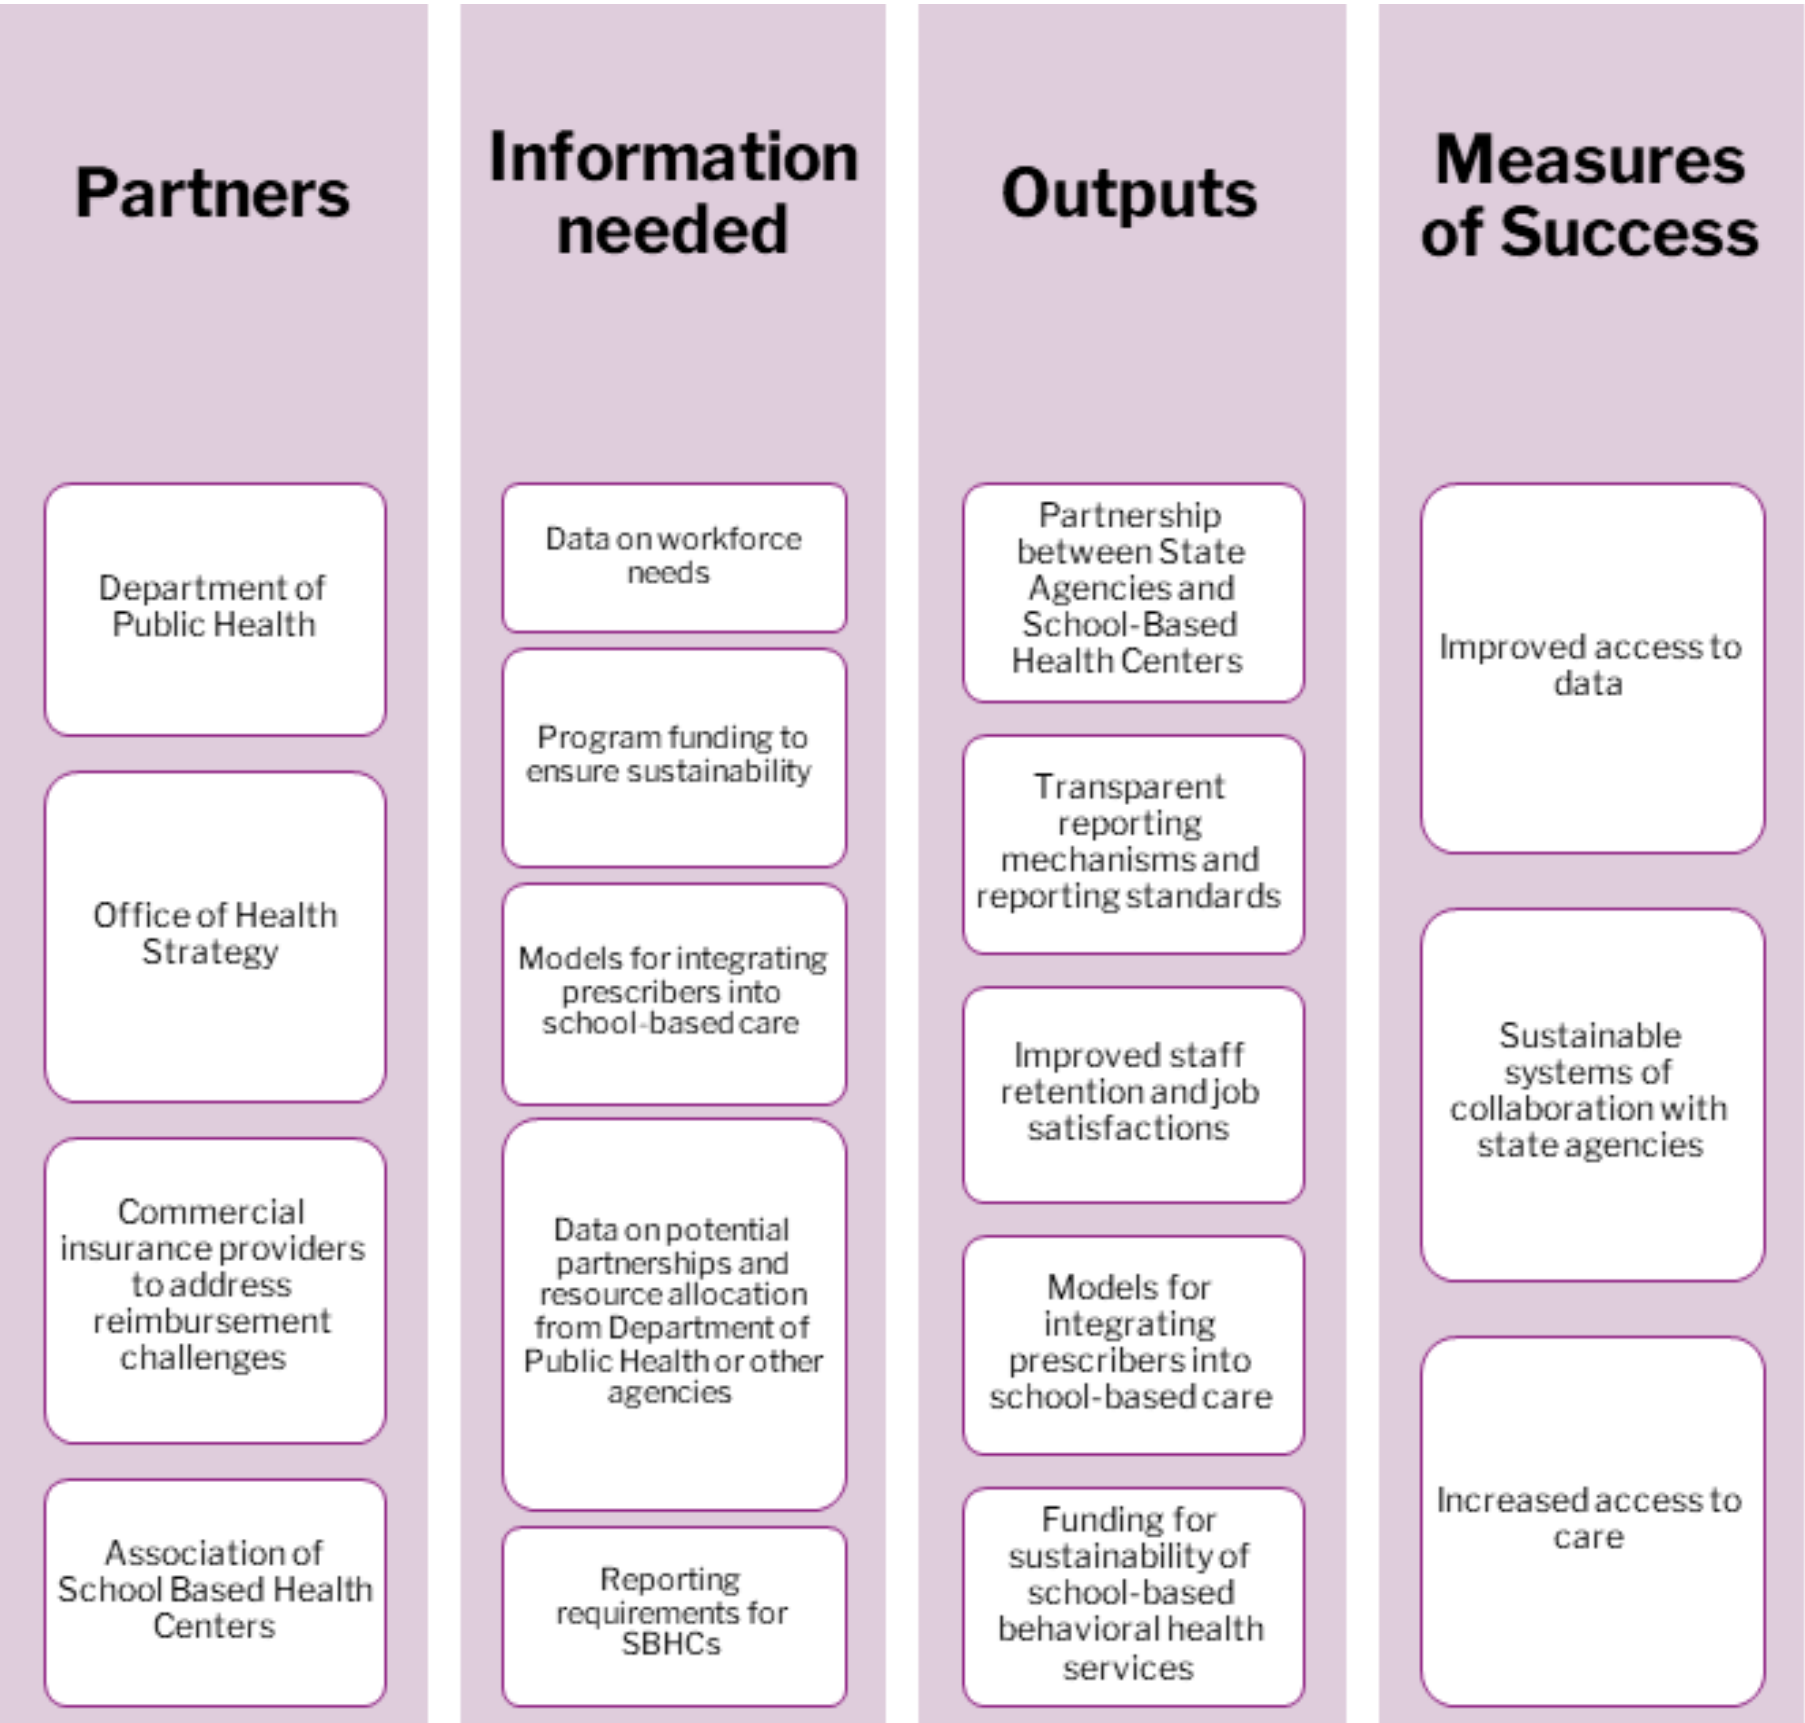 Partners
Department of
Public Health
Office of Health
Strategy
Commercial
insurance providers
to address
reimbursement
challenges
Association of
School Based Health
Centers
Information
needed
Data on workforce
needs
Program funding to
ensure sustainability
Models for integrating
prescribers into
school-based care
Data on potential
partnerships and
resource allocation
from Department of
Public Health or other
agencies
Reporting
requirements for
SBHCs
Outputs
Partnership
between State
Agencies and
School-Based
Health Centers
Transparent
reporting
mechanisms and
reporting standards
Improved staff
retention and job
satisfactions
Models for
integrating
prescribers into
school-based care
Funding for
sustainability of
school-based
behavioral health
services
Measures
of Success
Improved access to
data
Sustainable
systems of
collaboration with
state agencies
Increased access to
care